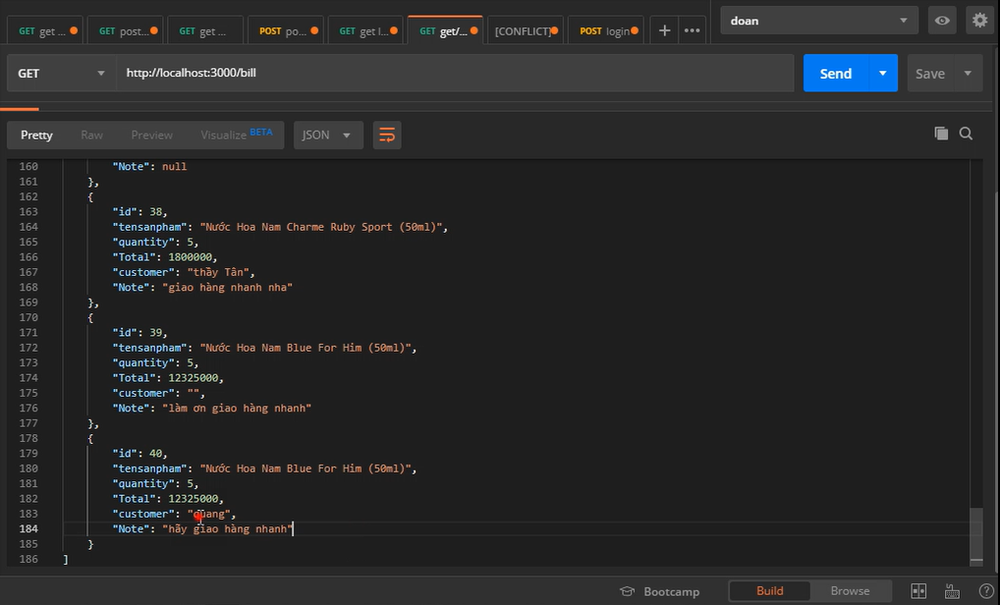 GET get ... GET post... GET get ... POST po... GET get l... GET get/... [CONFLICT] POST login + ••• doan
GET http://localhost:3000/bill Send Save
Pretty Raw Preview Visualize BETA JSON
160 "Note": null
161 },
162 {
163 "id": 38,
164 "tensanpham": "Nước Hoa Nam Charme Ruby Sport (50ml)",
165 "quantity": 5,
166 "Total": 1800000,
167 "customer": "thầy Tân",
168 "Note": "giao hàng nhanh nha"
169 },
170 {
171 "id": 39,
172 "tensanpham": "Nước Hoa Nam Blue For Him (50ml)",
173 "quantity": 5,
174 "Total": 12325000,
175 "customer": "",
176 "Note": "làm ơn giao hàng nhanh"
177 },
178 {
179 "id": 40,
180 "tensanpham": "Nước Hoa Nam Blue For Him (50ml)",
181 "quantity": 5,
182 "Total": 12325000,
183 "customer": "quang",
184 "Note": "hãy giao hàng nhanh"
185 }
186 ]
Bootcamp Build Browse